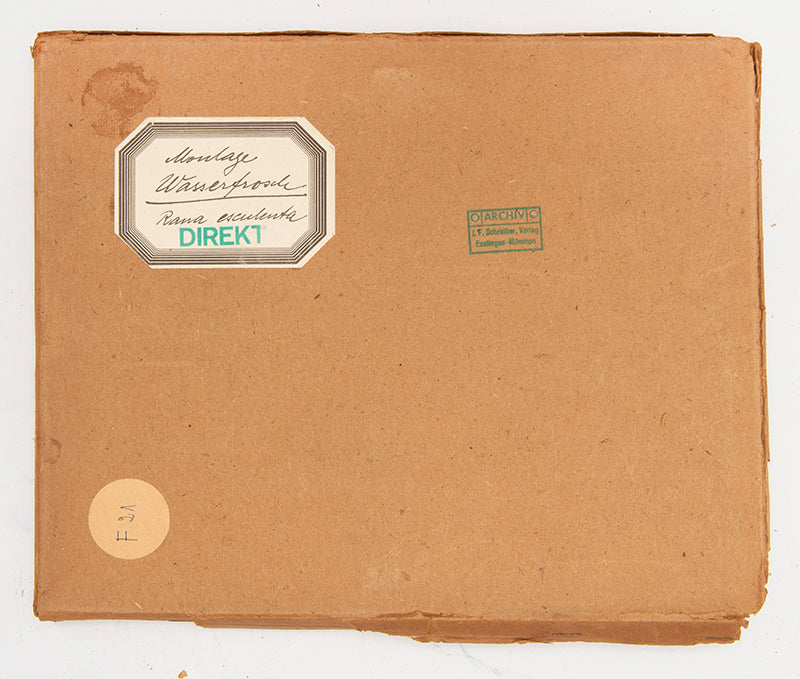 Montage
Wasserfrosch
Rana esculenta
DIREKT
ARCHIV
J. F. Schreiber, Verlag
Esslingen-München
F 21